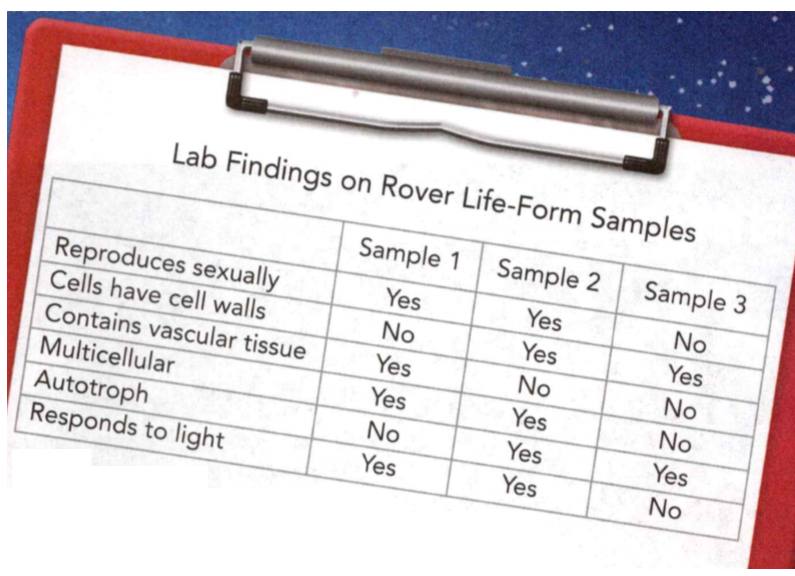 Lab Findings on Rover Life-Form Samples
Sample 1 Sample 2 Sample 3
Reproduces sexually Yes Yes No
Cells have cell walls No Yes Yes
Contains vascular tissue Yes No No
Multicellular Yes Yes No
Autotroph No Yes Yes
Responds to light Yes Yes No